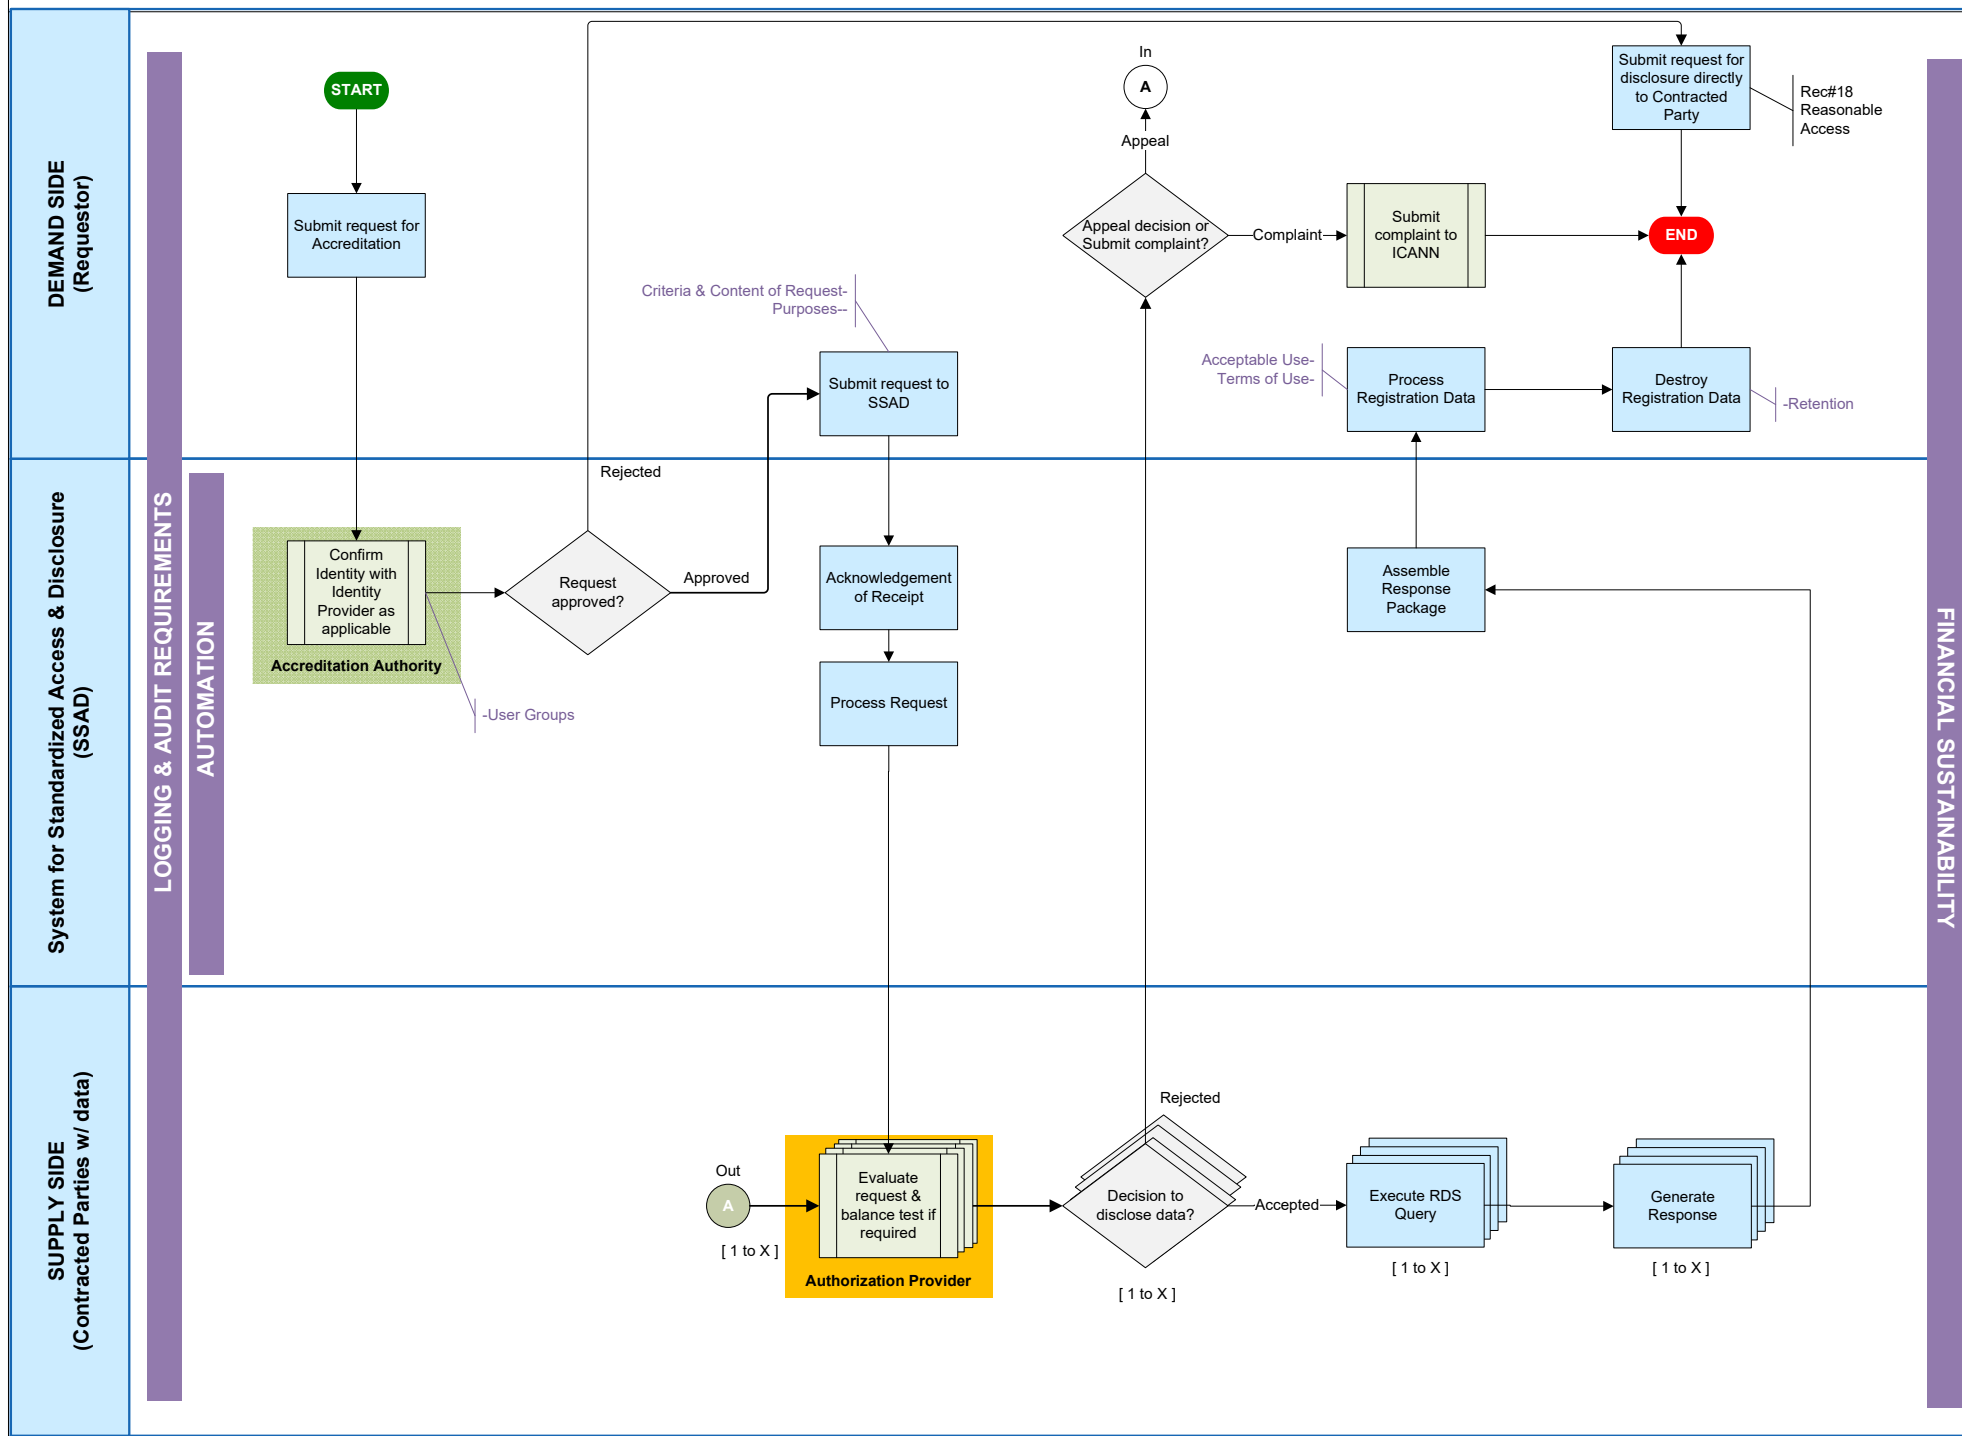 DEMAND SIDE
(Requestor)
System for Standardized Access & Disclosure
(SSAD)
SUPPLY SIDE
(Contracted Parties w/ data)
LOGGING & AUDIT REQUIREMENTS
AUTOMATION
FINANCIAL SUSTAINABILITY
START
Submit request for
Accreditation
Criteria & Content of Request-
Purposes--
Submit request to
SSAD
In
A
Appeal
Appeal decision or
Submit complaint?
Complaint
Submit
complaint to
ICANN
Submit request for
disclosure directly
to Contracted
Party
Rec#18
Reasonable
Access
END
Acceptable Use-
Terms of Use-
Process
Registration Data
Destroy
Registration Data
-Retention
Confirm
Identity with
Identity
Provider as
applicable
Accreditation Authority
-User Groups
Rejected
Request
approved?
Approved
Acknowledgement
of Receipt
Process Request
Assemble
Response
Package
Out
A
[ 1 to X ]
Evaluate
request &
balance test if
required
Authorization Provider
Rejected
Decision to
disclose data?
[ 1 to X ]
Accepted
Execute RDS
Query
[ 1 to X ]
Generate
Response
[ 1 to X ]